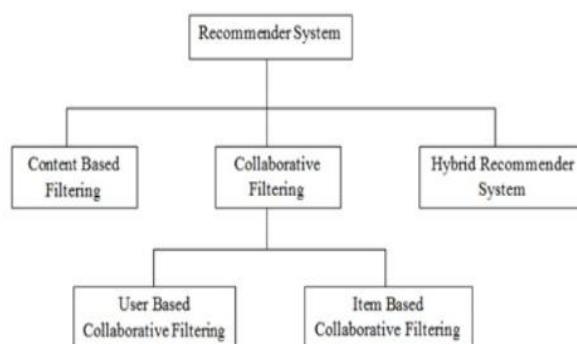 Recommender System
Content Based
Filtering
Collaborative
Filtering
Hybrid Recommender
System
User Based
Collaborative Filtering
Item Based
Collaborative Filtering